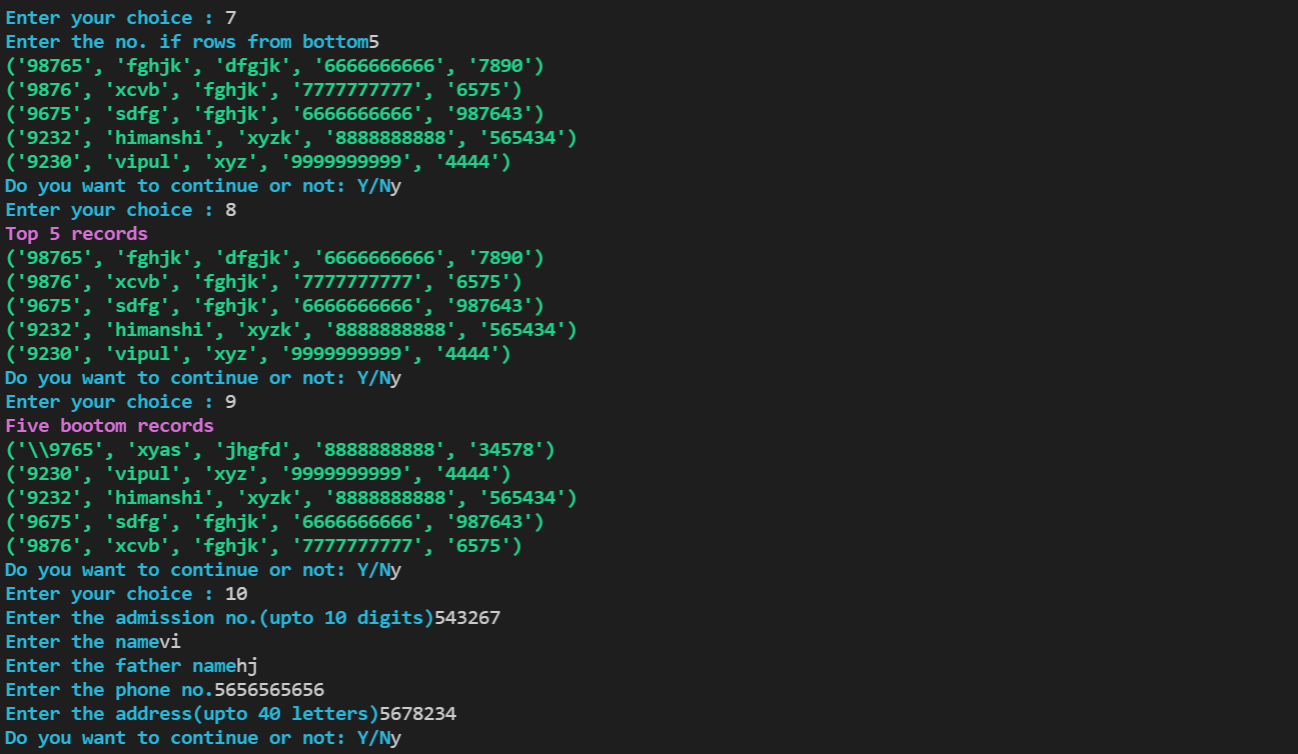 Enter your choice : 7
Enter the no. if rows from bottom5
('98765', 'fghjk', 'dfgjk', '6666666666', '7890')
('9876', 'xcvb', 'fghjk', '7777777777', '6575')
('9675', 'sdfg', 'fghjk', '6666666666', '987643')
('9232', 'himanshi', 'xyzk', '8888888888', '565434')
('9230', 'vipul', 'xyz', '9999999999', '4444')
Do you want to continue or not: Y/Ny
Enter your choice : 8
Top 5 records
('98765', 'fghjk', 'dfgjk', '6666666666', '7890')
('9876', 'xcvb', 'fghjk', '7777777777', '6575')
('9675', 'sdfg', 'fghjk', '6666666666', '987643')
('9232', 'himanshi', 'xyzk', '8888888888', '565434')
('9230', 'vipul', 'xyz', '9999999999', '4444')
Do you want to continue or not: Y/Ny
Enter your choice : 9
Five bootom records
('\\9765', 'xyas', 'jhgfd', '8888888888', '34578')
('9230', 'vipul', 'xyz', '9999999999', '4444')
('9232', 'himanshi', 'xyzk', '8888888888', '565434')
('9675', 'sdfg', 'fghjk', '6666666666', '987643')
('9876', 'xcvb', 'fghjk', '7777777777', '6575')
Do you want to continue or not: Y/Ny
Enter your choice : 10
Enter the admission no.(upto 10 digits)543267
Enter the namevi
Enter the father namehj
Enter the phone no.5656565656
Enter the address(upto 40 letters)5678234
Do you want to continue or not: Y/Ny